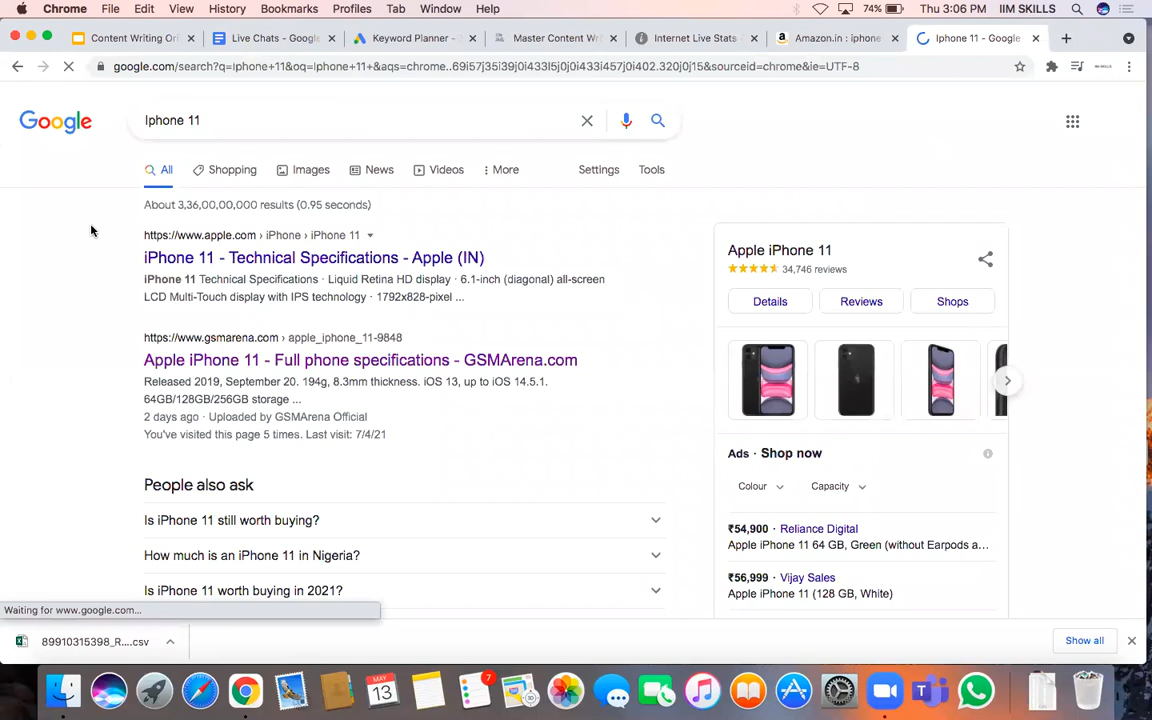 Chrome File Edit View History Bookmarks Profiles Tab Window Help 74% Thu 3:06 PM IIM SKILLS
Content Writing Ori Live Chats - Google Keyword Planner - Master Content Wr Internet Live Stats Amazon.in : iphone Iphone 11 - Google
google.com/search?q=iphone+11&oq=Iphone+11+&aqs=chrome..69i57j35i39j0i433l5j0j0i433i457j0i402.320j0j15&sourceid=chrome&ie=UTF-8
Google Iphone 11
All Shopping Images News Videos More Settings Tools
About 3,36,00,00,000 results (0.95 seconds)
https://www.apple.com › iPhone › iPhone 11
iPhone 11 - Technical Specifications - Apple (IN)
iPhone 11 Technical Specifications · Liquid Retina HD display · 6.1-inch (diagonal) all-screen
LCD Multi-Touch display with IPS technology · 1792x828-pixel ...
https://www.gsmarena.com › apple_iphone_11-9848
Apple iPhone 11 - Full phone specifications - GSMArena.com
Released 2019, September 20. 194g, 8.3mm thickness. iOS 13, up to iOS 14.5.1.
64GB/128GB/256GB storage ...
2 days ago · Uploaded by GSMArena Official
You've visited this page 5 times. Last visit: 7/4/21
People also ask
Is iPhone 11 still worth buying?
How much is an iPhone 11 in Nigeria?
Is iPhone 11 worth buying in 2021?
Apple iPhone 11
34,746 reviews
Details Reviews Shops
Ads · Shop now
Colour Capacity
₹54,900 · Reliance Digital
Apple iPhone 11 64 GB, Green (without Earpods a...
₹56,999 · Vijay Sales
Apple iPhone 11 (128 GB, White)
Waiting for www.google.com...
89910315398_R....csv Show all
MAY
13
7